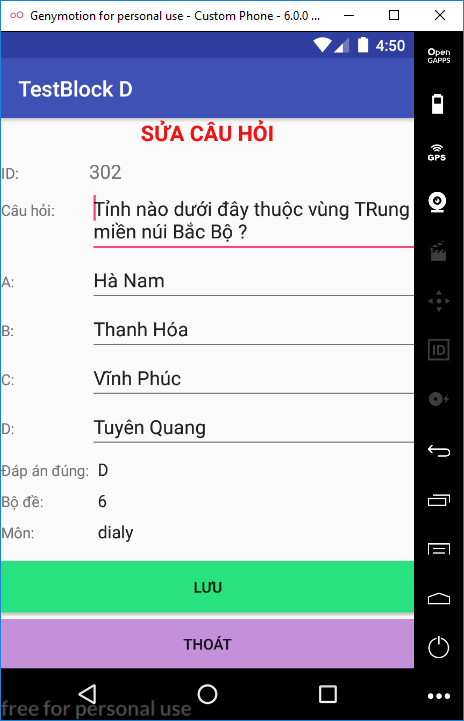 Genymotion for personal use - Custom Phone - 6.0.0 ...
4:50
Open
GAPPS
TestBlock D
SỬA CÂU HỎI
ID: 302
GPS
Câu hỏi: Tỉnh nào dưới đây thuộc vùng TRung
miền núi Bắc Bộ ?
A: Hà Nam
B: Thanh Hóa
ID
C: Vĩnh Phúc
D: Tuyên Quang
Đáp án đúng: D
Bộ đề: 6
Môn: dialy
LƯU
THOÁT
free for personal use